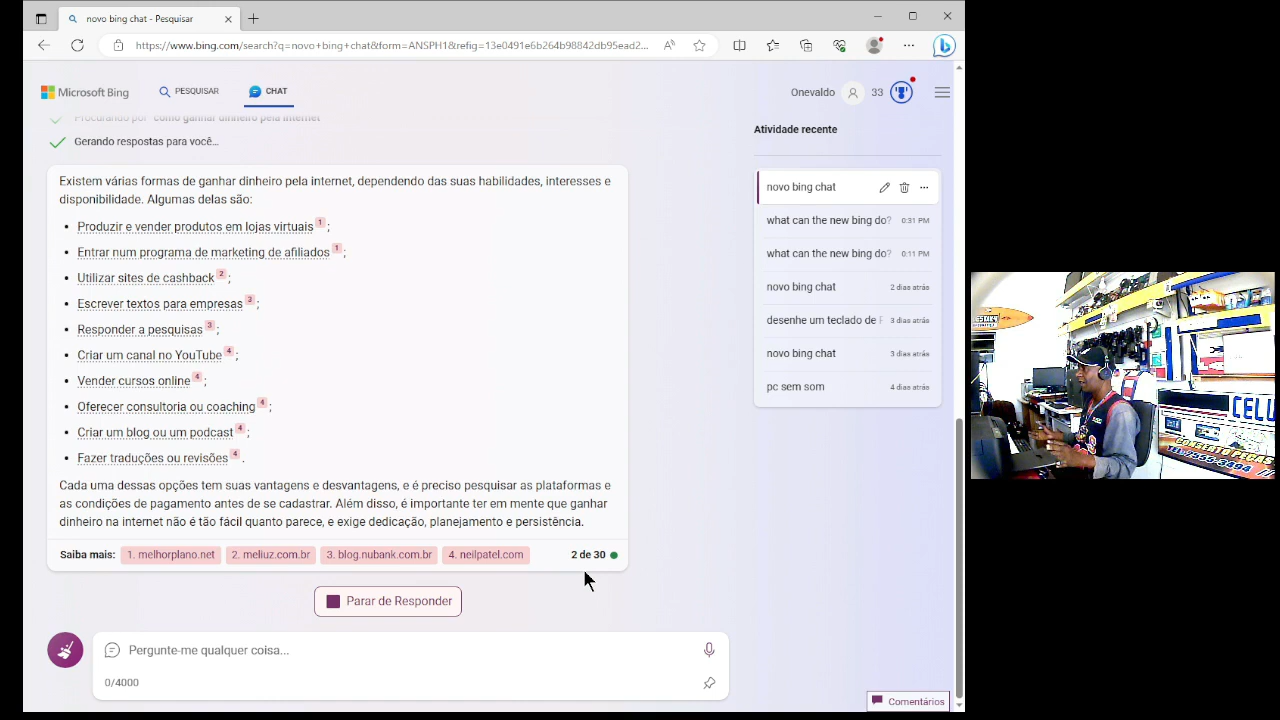 novo bing chat - Pesquisar
https://www.bing.com/search?q=novo+bing+chat&form=ANSPH1&refig=13e0491e6b264b98842db95ead2...
Microsoft Bing
PESQUISAR
CHAT
Onevaldo
33
Procurando por como ganhar dinheiro pela internet
Gerando respostas para você...
Existem várias formas de ganhar dinheiro pela internet, dependendo das suas habilidades, interesses e
disponibilidade. Algumas delas são:
• Produzir e vender produtos em lojas virtuais 1 ;
• Entrar num programa de marketing de afiliados 1 ;
• Utilizar sites de cashback 2 ;
• Escrever textos para empresas 3 ;
• Responder a pesquisas 3 ;
• Criar um canal no YouTube 4 ;
• Vender cursos online 4 ;
• Oferecer consultoria ou coaching 4 ;
• Criar um blog ou um podcast 4 ;
• Fazer traduções ou revisões 4 .
Cada uma dessas opções tem suas vantagens e desvantagens, e é preciso pesquisar as plataformas e
as condições de pagamento antes de se cadastrar. Além disso, é importante ter em mente que ganhar
dinheiro na internet não é tão fácil quanto parece, e exige dedicação, planejamento e persistência.
Saiba mais: 1. melhorplano.net 2. meliuz.com.br 3. blog.nubank.com.br 4. neilpatel.com 2 de 30
Parar de Responder
Pergunte-me qualquer coisa...
0/4000
Atividade recente
novo bing chat
what can the new bing do? 0:31 PM
what can the new bing do? 0:11 PM
novo bing chat 2 dias atrás
desenhe um teclado de 3 dias atrás
novo bing chat 3 dias atrás
pc sem som 4 dias atrás
Comentários
CELU